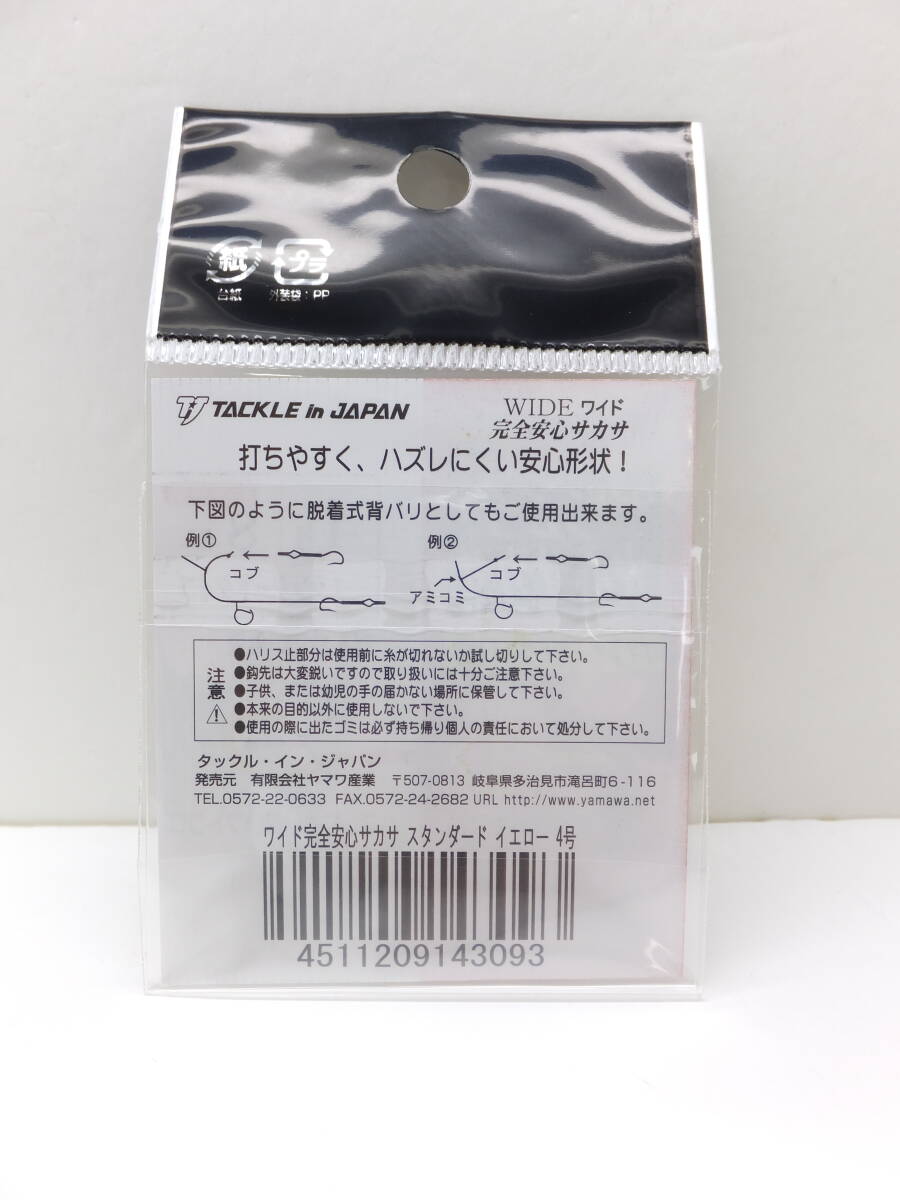 紙 プラ
台紙 外装袋：PP
TJ TACKLE in JAPAN
WIDE ワイド
完全安心サカサ
打ちやすく、ハズレにくい安心形状！
下図のように脱着式背バリとしてもご使用出来ます。
例① 例②
コブ コブ
アミコミ
注意
●ハリス止部分は使用前に糸が切れないか試し切りして下さい。
●鈎先は大変鋭いですので取り扱いには十分ご注意下さい。
●子供、または幼児の手の届かない場所に保管して下さい。
●本来の目的以外に使用しないで下さい。
●使用の際に出たゴミは必ず持ち帰り個人の責任において処分して下さい。
タックル・イン・ジャパン
発売元 有限会社ヤマワ産業 〒507-0813 岐阜県多治見市滝呂町6-116
TEL.0572-22-0633 FAX.0572-24-2682 URL http://www.yamawa.net
ワイド完全安心サカサ スタンダード イエロー 4号
4511209143093